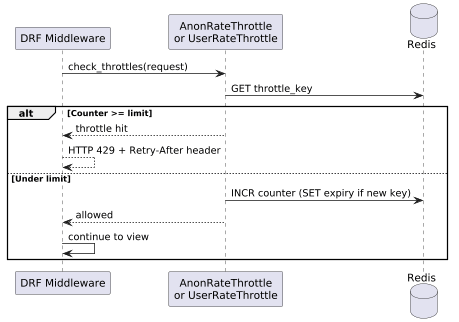 DRF Middleware
AnonRateThrottle
or UserRateThrottle
Redis
check_throttles(request)
GET throttle_key
alt
[Counter >= limit]
throttle hit
HTTP 429 + Retry-After header
[Under limit]
INCR counter (SET expiry if new key)
allowed
continue to view
DRF Middleware
AnonRateThrottle
or UserRateThrottle
Redis